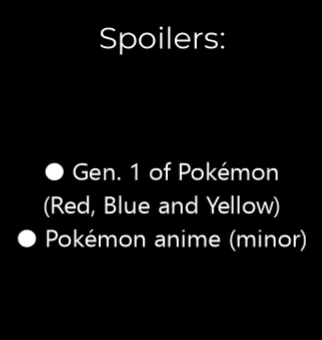 Spoilers:
● Gen. 1 of Pokémon
(Red, Blue and Yellow)
● Pokémon anime (minor)